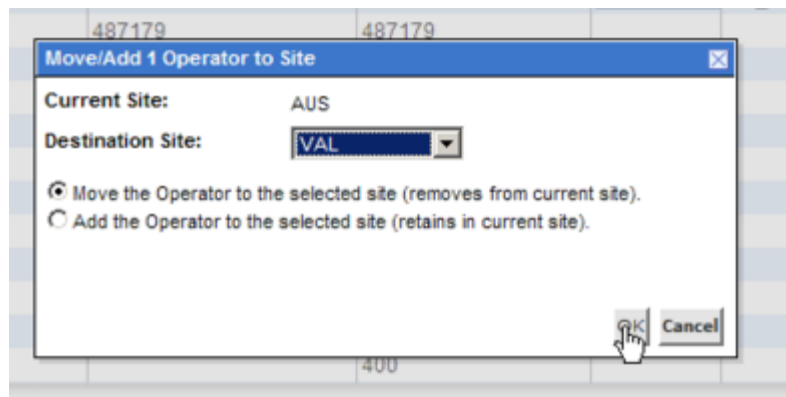 487179 487179
Move/Add 1 Operator to Site
Current Site: AUS
Destination Site: VAL
Move the Operator to the selected site (removes from current site).
Add the Operator to the selected site (retains in current site).
OK Cancel
400